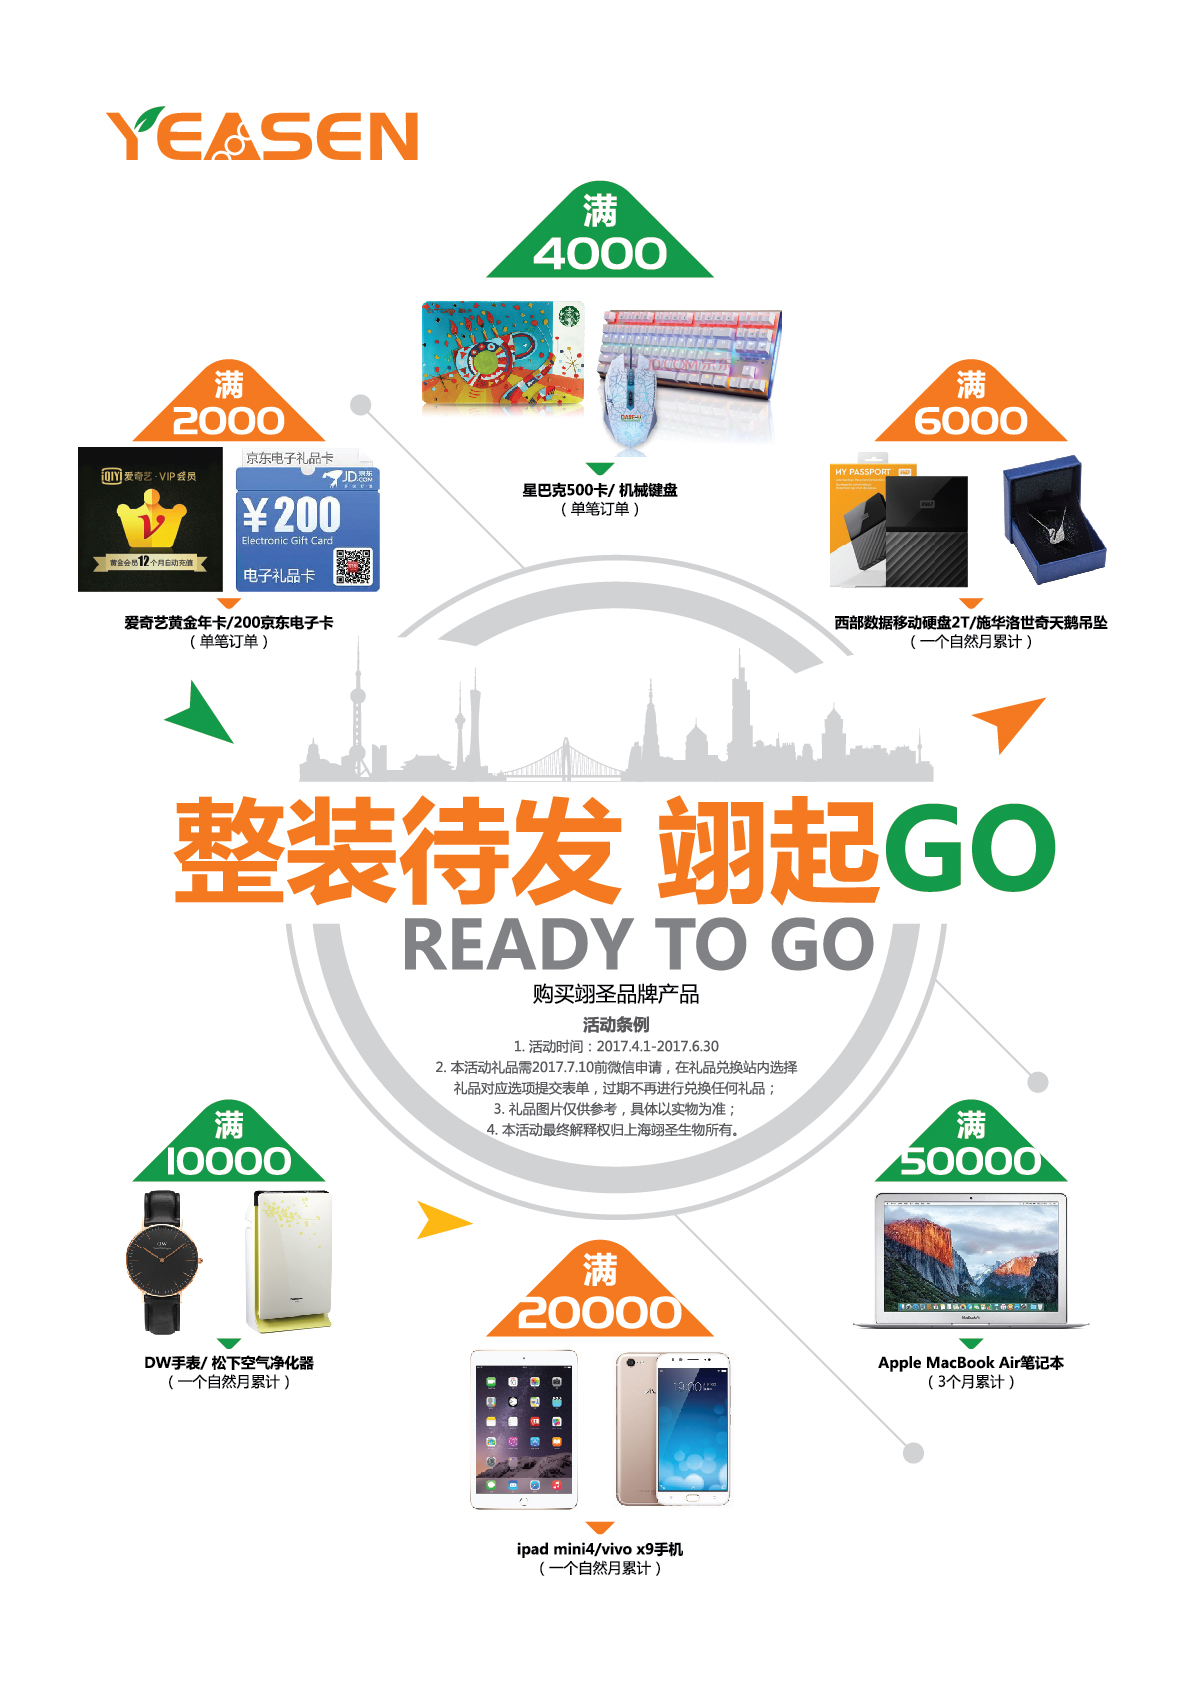 YEASEN
满
4000
星巴克500卡/ 机械键盘
（单笔订单）
满
2000
爱奇艺·VIP会员
黄金会员12个月自动充值
京东电子礼品卡
JD.COM 京东
¥200
Electronic Gift Card
电子礼品卡
爱奇艺黄金年卡/200京东电子卡
（单笔订单）
满
6000
MY PASSPORT
西部数据移动硬盘2T/施华洛世奇天鹅吊坠
（一个自然月累计）
整装待发 翊起GO
READY TO GO
购买翊圣品牌产品
活动条例
1. 活动时间：2017.4.1-2017.6.30
2. 本活动礼品需2017.7.10前微信申请，在礼品兑换站内选择
礼品对应选项提交表单，过期不再进行兑换任何礼品；
3. 礼品图片仅供参考，具体以实物为准；
4. 本活动最终解释权归上海翊圣生物所有。
满
10000
DW手表/ 松下空气净化器
（一个自然月累计）
满
20000
19:00
ipad mini4/vivo x9手机
（一个自然月累计）
满
50000
Apple MacBook Air笔记本
（3个月累计）